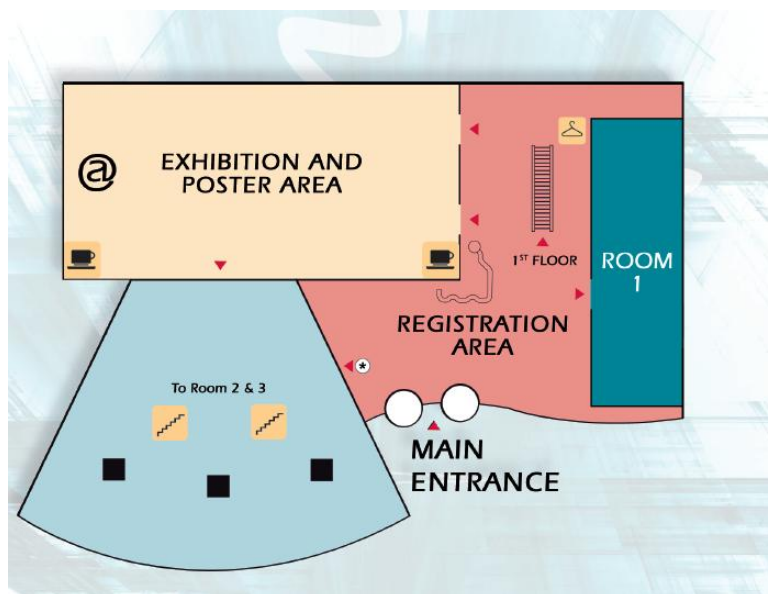 @
EXHIBITION AND
POSTER AREA
1ST FLOOR
ROOM
1
REGISTRATION
AREA
*
To Room 2 & 3
MAIN
ENTRANCE